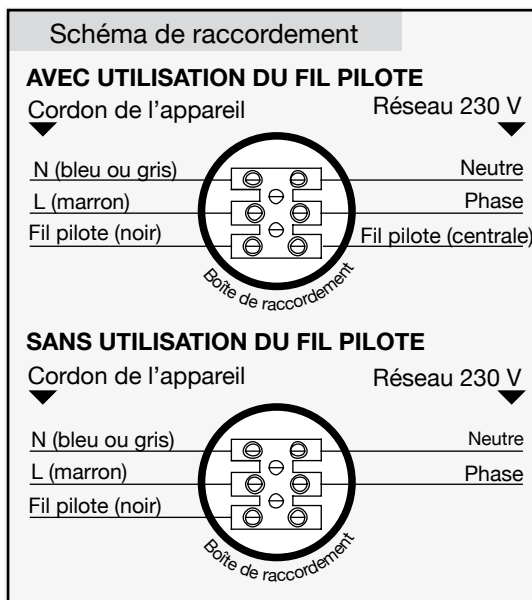 Schéma de raccordement
AVEC UTILISATION DU FIL PILOTE
Cordon de l'appareil
Réseau 230 V
N (bleu ou gris)
Neutre
L (marron)
Phase
Fil pilote (noir)
Fil pilote (centrale)
Boîte de raccordement
SANS UTILISATION DU FIL PILOTE
Cordon de l'appareil
Réseau 230 V
N (bleu ou gris)
Neutre
L (marron)
Phase
Fil pilote (noir)
Boîte de raccordement